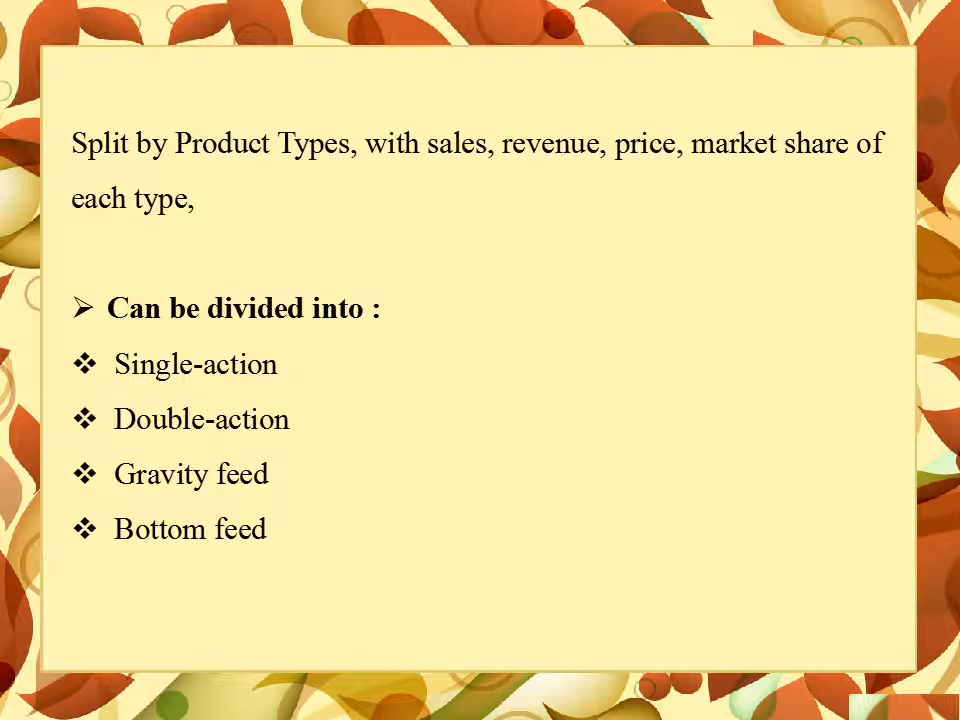 Split by Product Types, with sales, revenue, price, market share of
each type,
➢ Can be divided into :
❖ Single-action
❖ Double-action
❖ Gravity feed
❖ Bottom feed